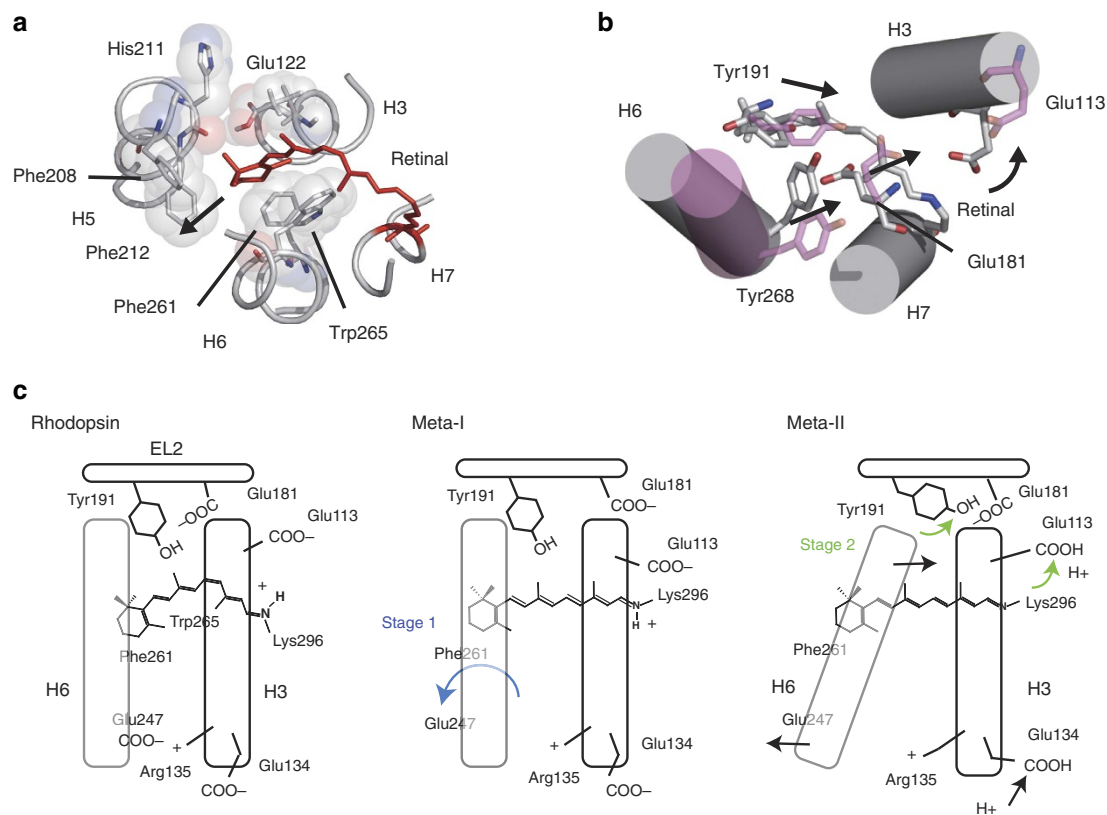 a
His211
Glu122
H3
Retinal
Phe208
H5
Phe212
H7
Phe261
Trp265
H6
b
H3
Tyr191
Glu113
H6
Retinal
Glu181
Tyr268
H7
c
Rhodopsin
EL2
Tyr191
Glu181
–OOC
Glu113
COO–
OH
+
N
H
Trp265
Lys296
Phe261
H6
H3
Glu247
COO–
+
Arg135
Glu134
COO–
Meta-I
Tyr191
Glu181
COO–
OH
Glu113
COO–
N
H
+
Lys296
Stage 1
Phe261
Glu247
+
Arg135
Glu134
COO–
Meta-II
Tyr191
OH
Glu181
–OOC
Glu113
Stage 2
COOH
H+
N
Lys296
Phe261
H6
H3
Glu247
+
Arg135
Glu134
COOH
H+